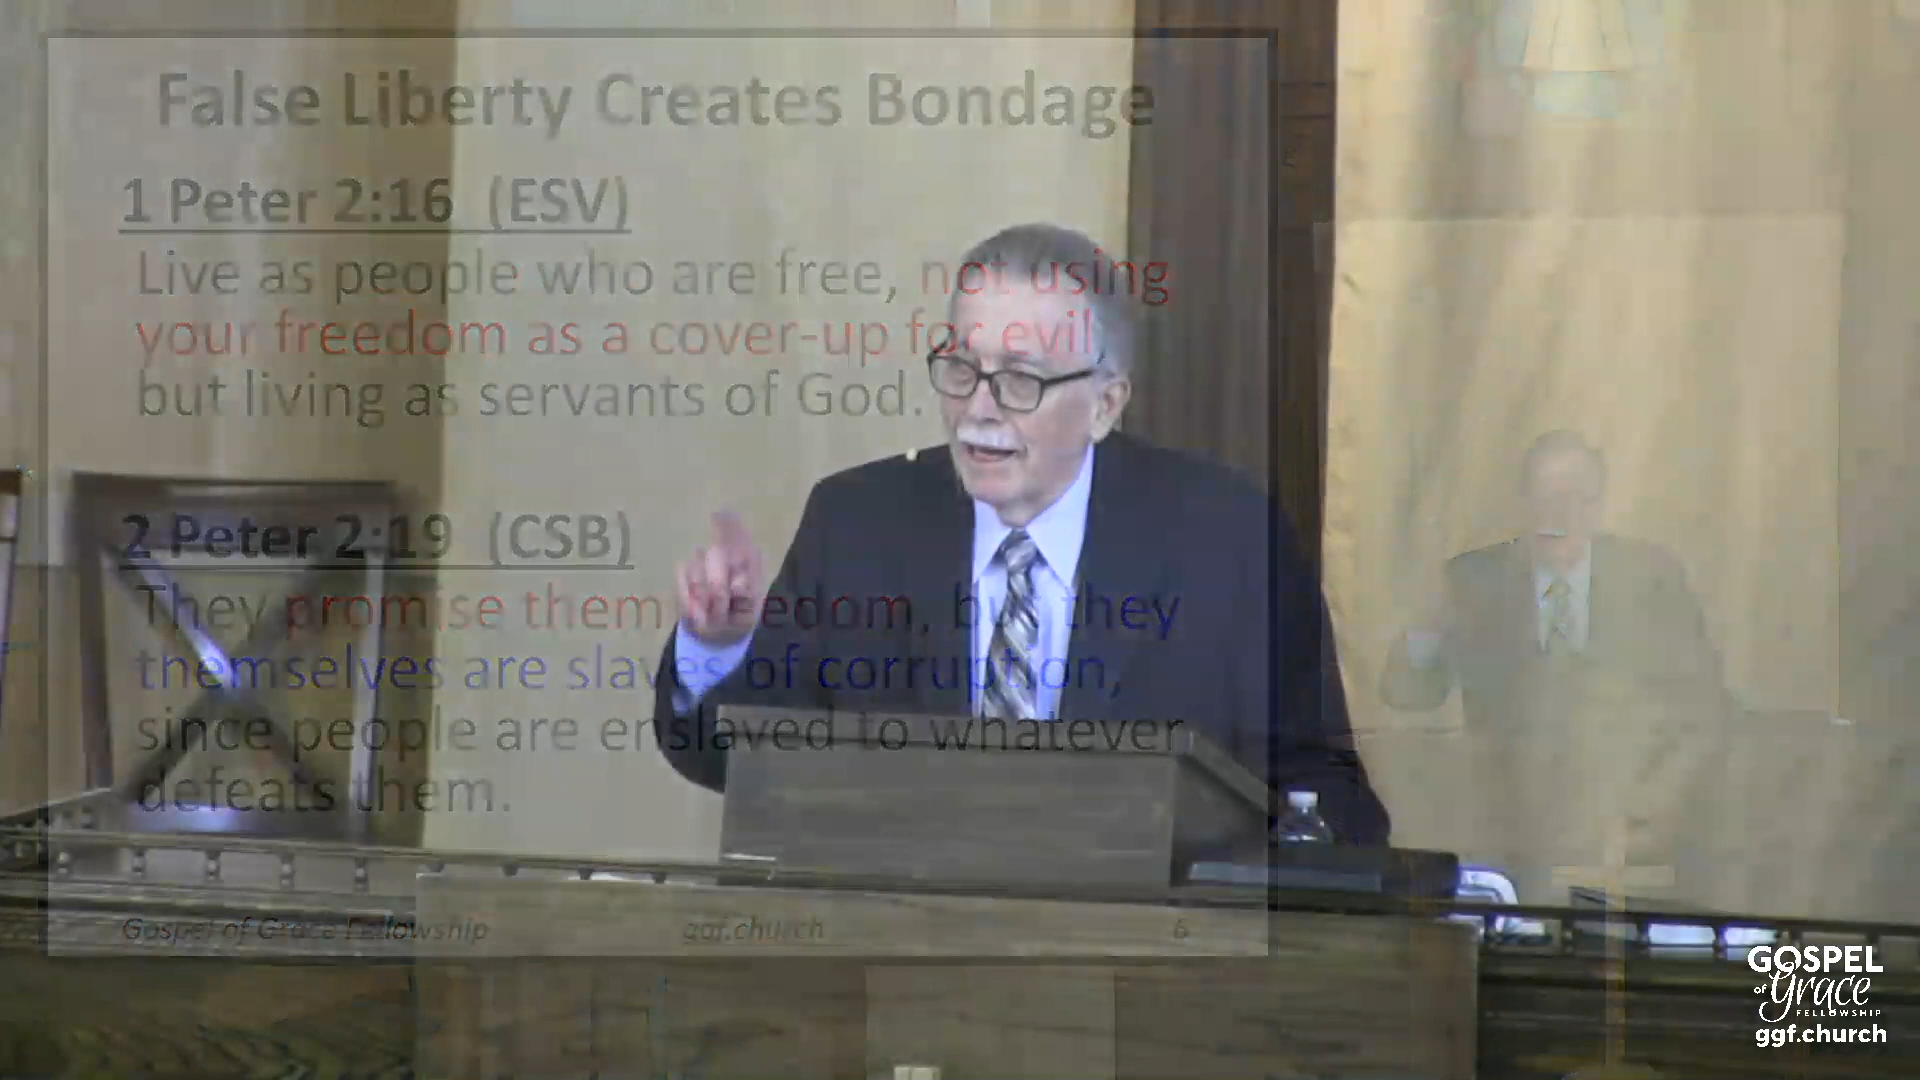 False Liberty Creates Bondage
1 Peter 2:16 (ESV)
Live as people who are free, not using
your freedom as a cover-up for evil,
but living as servants of God.
2 Peter 2:19 (CSB)
They promise them freedom, but they
themselves are slaves of corruption,
since people are enslaved to whatever
defeats them.
Gospel of Grace Fellowship ggf.church 6
GOSPEL
of Grace
FELLOWSHIP
ggf.church